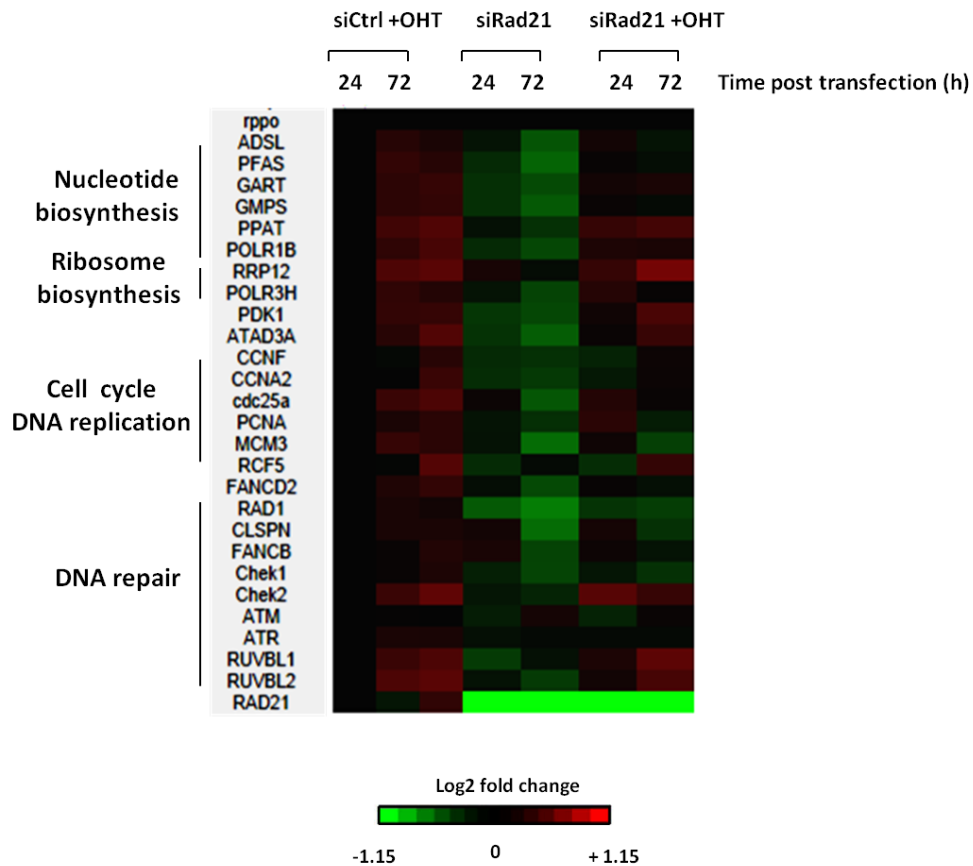 siCtrl +OHT siRad21 siRad21 +OHT
24 72 24 72 24 72 Time post transfection (h)
rppo
ADSL
PFAS
Nucleotide
biosynthesis
GART
GMPS
PPAT
POLR1B
Ribosome
biosynthesis
RRP12
POLR3H
PDK1
ATAD3A
CCNF
Cell cycle
DNA replication
CCNA2
cdc25a
PCNA
MCM3
RCF5
FANCD2
RAD1
CLSPN
FANCB
DNA repair
Chek1
Chek2
ATM
ATR
RUVBL1
RUVBL2
RAD21
Log2 fold change
-1.15 0 +1.15